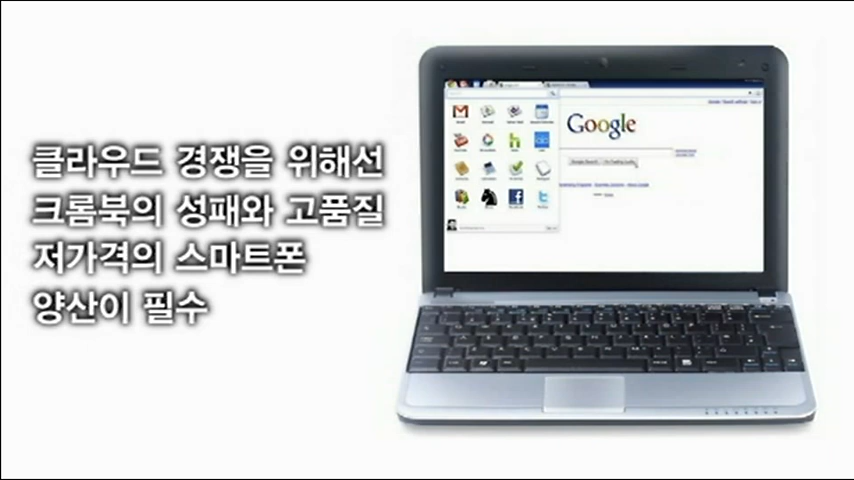 클라우드 경쟁을 위해선
크롬북의 성패와 고품질
저가격의 스마트폰
양산이 필수
Google